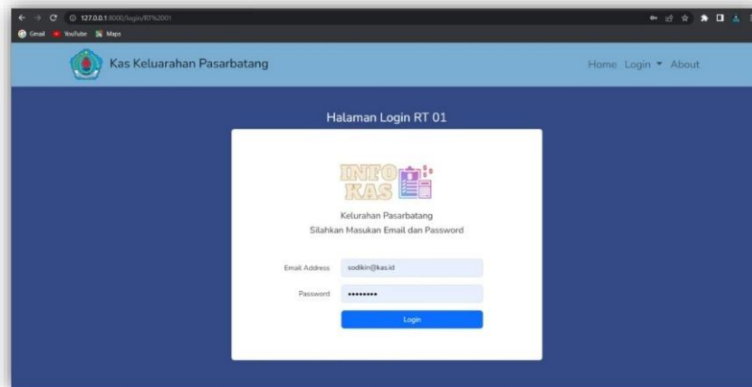 127.0.0.1:8000/login/RT%2001
Gmail YouTube Maps
Kas Keluarahan Pasarbatang
Home Login About
Halaman Login RT 01
INFO
KAS
Kelurahan Pasarbatang
Silahkan Masukan Email dan Password
Email Address sodikin@kas.id
Password ••••••••
Login